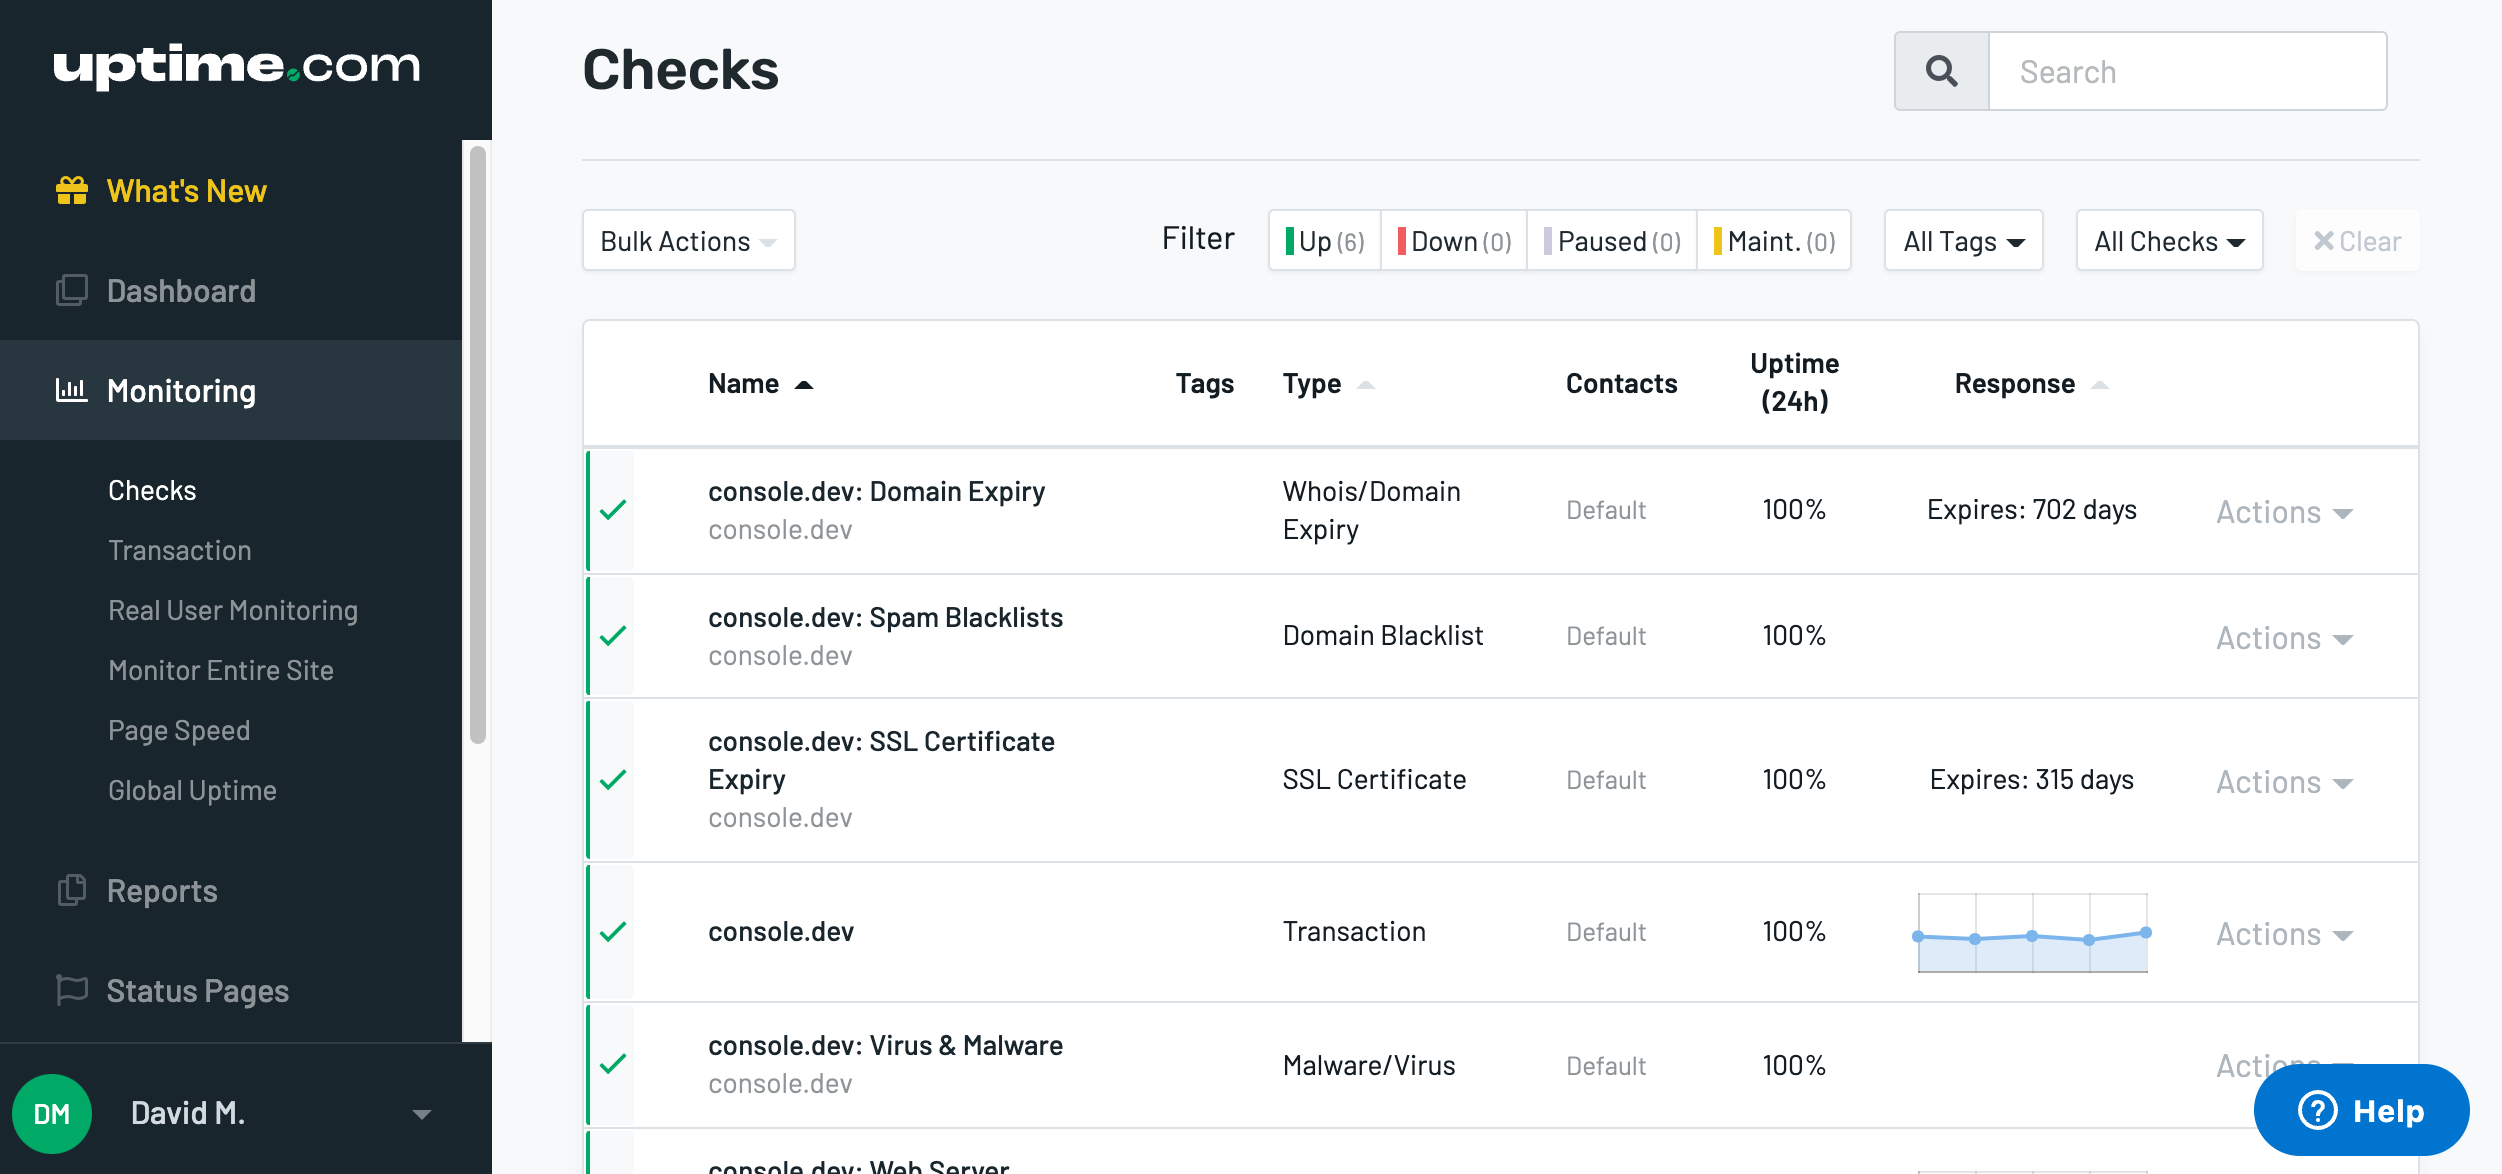 uptime.com
What's New
Dashboard
Monitoring
Checks
Transaction
Real User Monitoring
Monitor Entire Site
Page Speed
Global Uptime
Reports
Status Pages
DM
David M.
Checks
Search
Bulk Actions
Filter
Up (6)
Down (0)
Paused (0)
Maint. (0)
All Tags
All Checks
Clear
Name
Tags
Type
Contacts
Uptime
(24h)
Response
console.dev: Domain Expiry
console.dev
Whois/Domain
Expiry
Default
100%
Expires: 702 days
Actions
console.dev: Spam Blacklists
console.dev
Domain Blacklist
Default
100%
Actions
console.dev: SSL Certificate
Expiry
console.dev
SSL Certificate
Default
100%
Expires: 315 days
Actions
console.dev
Transaction
Default
100%
Actions
console.dev: Virus & Malware
console.dev
Malware/Virus
Default
100%
Actions
console.dev: Web Server
Help